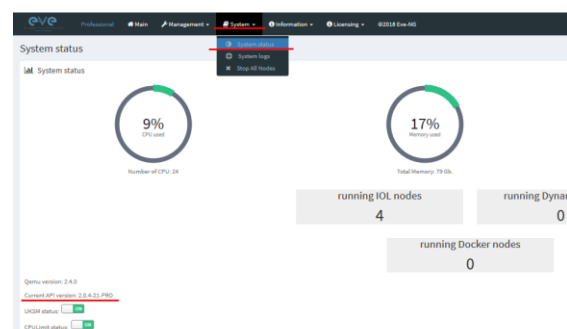 eve Professional Main Management System Information Licensing ©2018 Eve-NG
System status
System status
System logs
Stop All Nodes
System status
9%
CPU used
Number of CPU: 24
17%
Memory used
Total Memory: 79 Gb.
running IOL nodes
4
running Dynam
0
running Docker nodes
0
Qemu version: 2.4.0
Current API version: 2.0.4-21-PRO
UKSM status: ON
CPULimit status: ON